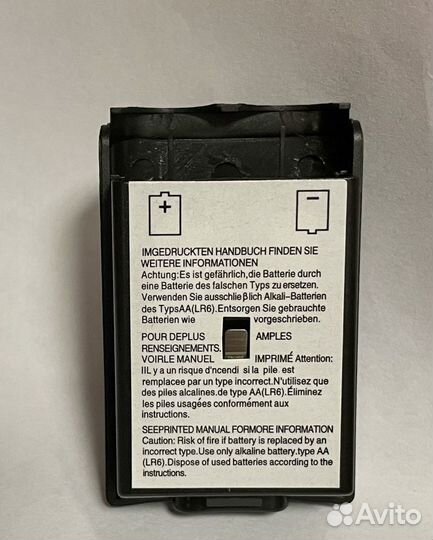 +
−
IMGEDRUCKTEN HANDBUCH FINDEN SIE
WEITERE INFORMATIONEN
Achtung:Es ist gefährlich,die Batterie durch
eine Batterie des falschen Typs zu ersetzen.
Verwenden Sie ausschlie βlich Alkali-Batterien
des TypsAA(LR6).Entsorgen Sie gebrauchte
Batterien wie vorgeschrieben.
POUR DEPLUS AMPLES
RENSEIGNEMENTS.
VOIRLE MANUEL IMPRIMÉ Attention:
IIL y a un risque d'ncendi si la pile est
remplacee par un type incorrect.N'utilisez que
des piles alcalines.de type AA(LR6).Éliminez
les piles usagées conformément aux
instructions.
SEEPRINTED MANUAL FORMORE INFORMATION
Caution: Risk of fire if battery is replaced by an
incorrect type.Use only alkaline battery.type AA
(LR6).Dispose of used batteries according to the
instructions.
Avito